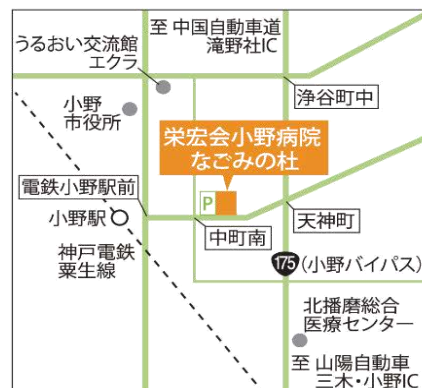 至 中国自動車道
滝野社IC
うるおい交流館
エクラ
浄谷町中
小野
市役所
栄宏会小野病院
なごみの杜
P
電鉄小野駅前
小野駅
中町南
天神町
神戸電鉄
粟生線
175 (小野バイパス)
北播磨総合
医療センター
至 山陽自動車
三木・小野IC